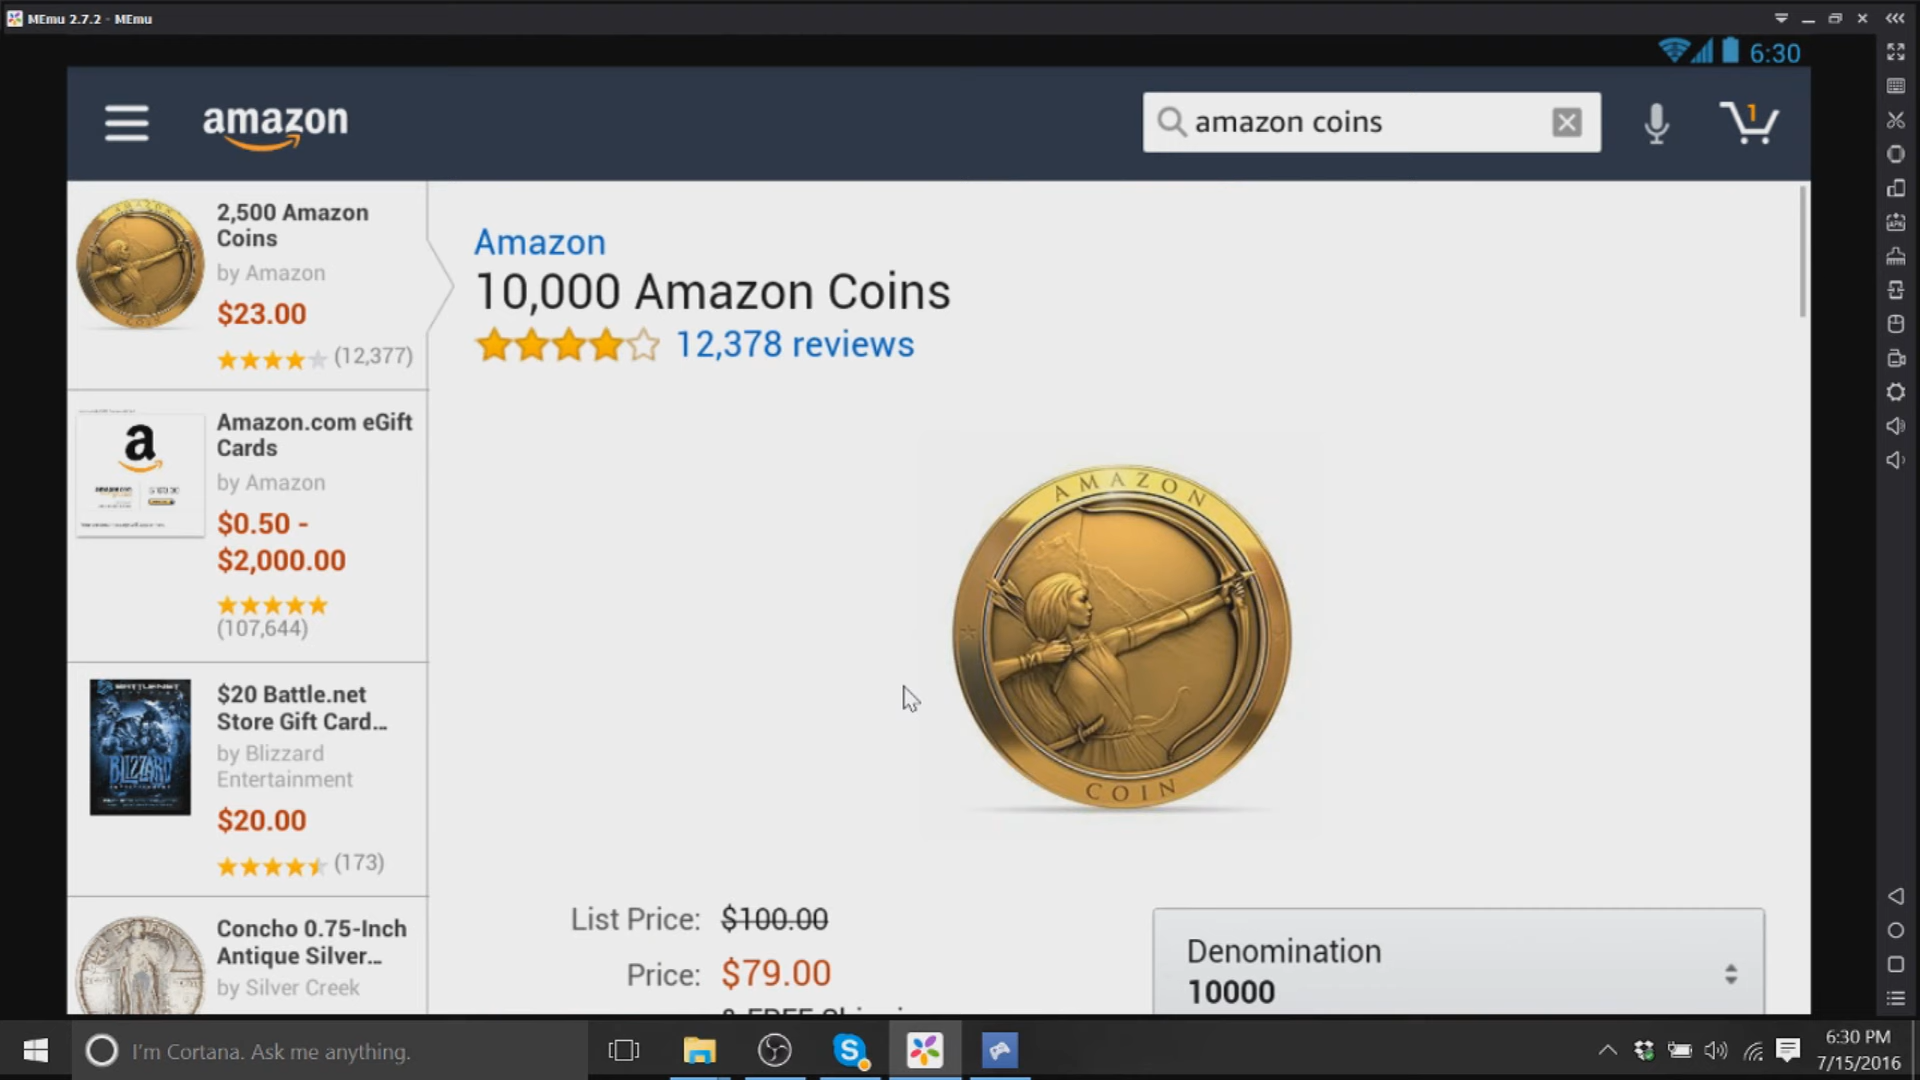 MEmu 2.7.2 - MEmu
6:30
amazon
amazon coins
1
2,500 Amazon
Coins
by Amazon
$23.00
(12,377)
Amazon.com eGift
Cards
by Amazon
$0.50 -
$2,000.00
(107,644)
$20 Battle.net
Store Gift Card...
by Blizzard
Entertainment
$20.00
(173)
Concho 0.75-Inch
Antique Silver...
by Silver Creek
Amazon
10,000 Amazon Coins
12,378 reviews
AMAZON
COIN
List Price: $100.00
Price: $79.00
Denomination
10000
BLIZZARD
a
APK
I'm Cortana. Ask me anything.
6:30 PM
7/15/2016